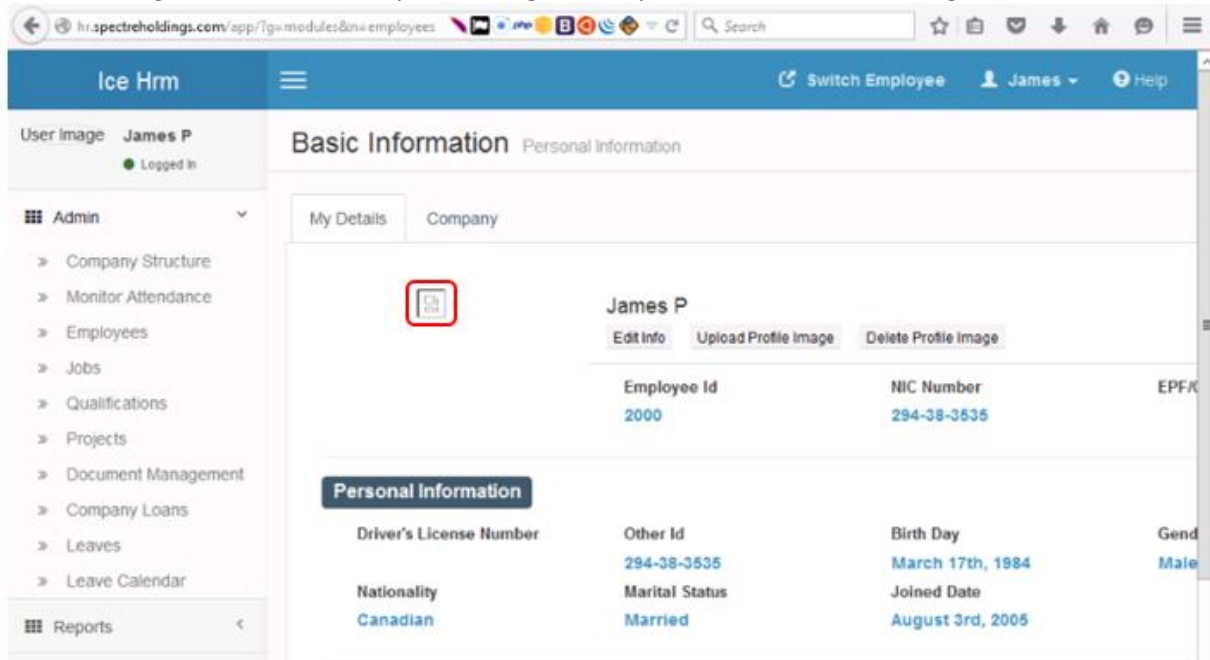 hr.spectreholdings.com/app/?g=modules&n=employees
Search
Ice Hrm
Switch Employee
James
Help
User Image James P
Logged In
Basic Information Personal Information
Admin
My Details Company
Company Structure
Monitor Attendance
Employees
Jobs
Qualifications
Projects
Document Management
Company Loans
Leaves
Leave Calendar
Reports
James P
Edit Info Upload Profile Image Delete Profile Image
Employee Id NIC Number
2000 294-38-3535
Personal Information
Driver's License Number Other Id Birth Day Gend
294-38-3535 March 17th, 1984 Male
Nationality Marital Status Joined Date
Canadian Married August 3rd, 2005